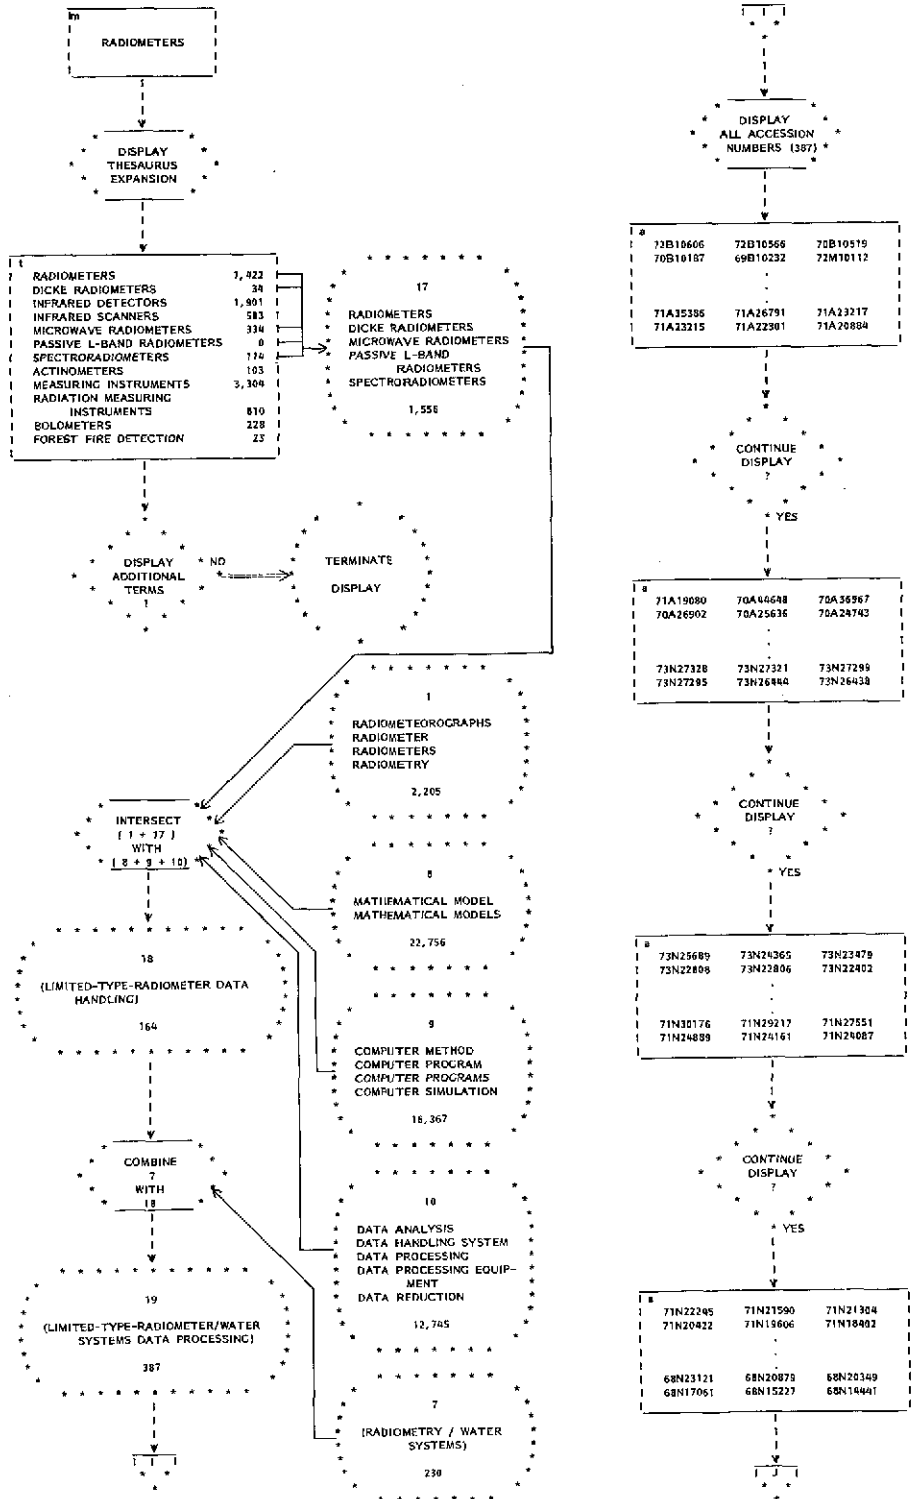 Im
RADIOMETERS
DISPLAY
THESAURUS
EXPANSION
t
RADIOMETERS 1,422
DICKE RADIOMETERS 34
INFRARED DETECTORS 1,901
INFRARED SCANNERS 583
MICROWAVE RADIOMETERS 334
PASSIVE L-BAND RADIOMETERS 0
SPECTRORADIOMETERS 114
ACTINOMETERS 103
MEASURING INSTRUMENTS 3,304
RADIATION MEASURING
INSTRUMENTS 810
BOLOMETERS 228
FOREST FIRE DETECTION 23
17
RADIOMETERS
DICKE RADIOMETERS
MICROWAVE RADIOMETERS
PASSIVE L-BAND
RADIOMETERS
SPECTRORADIOMETERS
1,556
DISPLAY
ADDITIONAL
TERMS
?
NO
TERMINATE
DISPLAY
1
RADIOMETEOROGRAPHS
RADIOMETER
RADIOMETERS
RADIOMETRY
2,205
INTERSECT
( 1 + 17 )
WITH
( 8 + 9 + 10)
8
MATHEMATICAL MODEL
MATHEMATICAL MODELS
22,756
18
(LIMITED-TYPE-RADIOMETER DATA
HANDLING)
164
9
COMPUTER METHOD
COMPUTER PROGRAM
COMPUTER PROGRAMS
COMPUTER SIMULATION
18,367
COMBINE
7
WITH
18
10
DATA ANALYSIS
DATA HANDLING SYSTEM
DATA PROCESSING
DATA PROCESSING EQUIP-
MENT
DATA REDUCTION
12,745
19
(LIMITED-TYPE-RADIOMETER/WATER
SYSTEMS DATA PROCESSING)
387
7
(RADIOMETRY / WATER
SYSTEMS)
230
DISPLAY
ALL ACCESSION
NUMBERS (387)
a
72B10606 72B10566 70B10519
70B10187 69B10232 72M10112
71A35386 71A26791 71A23217
71A23215 71A22301 71A20884
CONTINUE
DISPLAY
?
YES
a
71A19080 70A44648 70A36967
70A26902 70A25636 70A24743
73N27328 73N27321 73N27299
73N27295 73N26444 73N26438
CONTINUE
DISPLAY
?
YES
a
73N25689 73N24365 73N23479
73N22808 73N22806 73N22402
71N30176 71N29217 71N27551
71N24889 71N24161 71N24087
CONTINUE
DISPLAY
?
YES
a
71N22245 71N21590 71N21304
71N20422 71N19606 71N18402
68N23121 68N20879 68N20349
68N17061 68N15227 68N14441